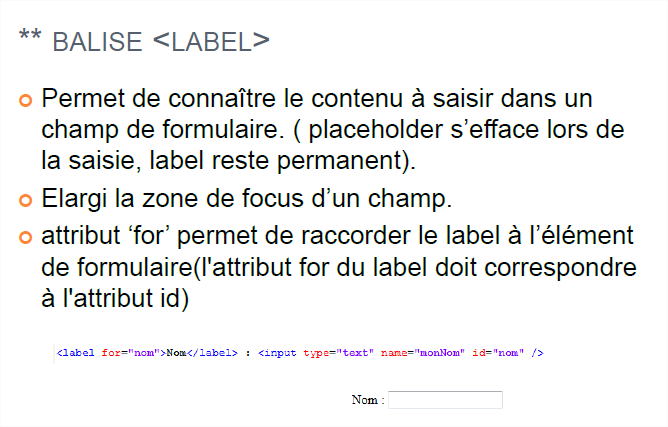 ** BALISE <LABEL>
Permet de connaître le contenu à saisir dans un
champ de formulaire. ( placeholder s’efface lors de
la saisie, label reste permanent).
Elargi la zone de focus d’un champ.
attribut ‘for’ permet de raccorder le label à l’élément
de formulaire(l'attribut for du label doit correspondre
à l'attribut id)
<label for="nom">Nom</label> : <input type="text" name="monNom" id="nom" />
Nom :